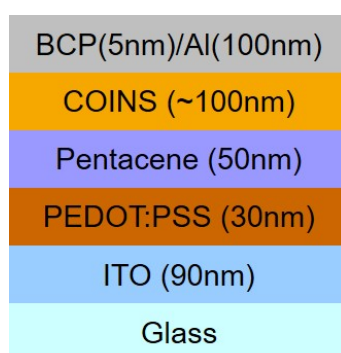 BCP(5nm)/Al(100nm)
COINS (~100nm)
Pentacene (50nm)
PEDOT:PSS (30nm)
ITO (90nm)
Glass